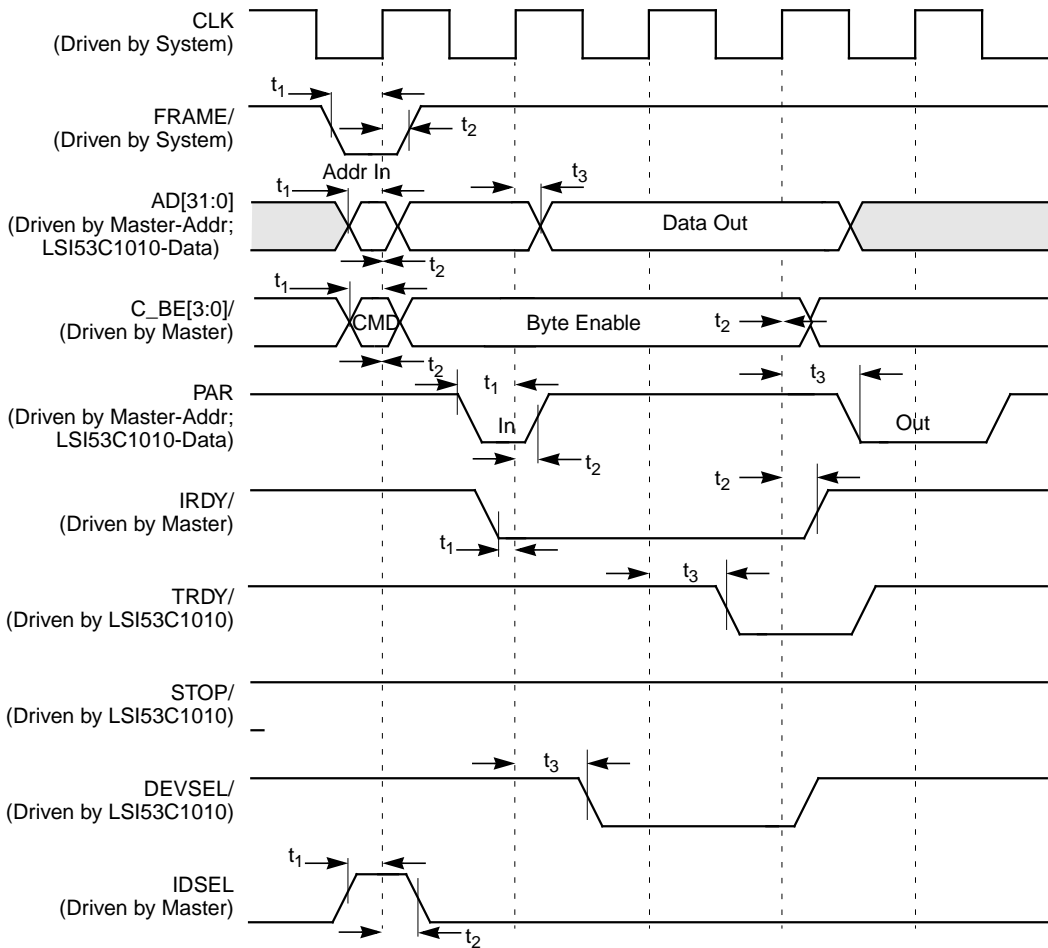 CLK
(Driven by System)
t1
FRAME/
(Driven by System)
t2
Addr In
t1
t3
AD[31:0]
(Driven by Master-Addr;
LSI53C1010-Data)
Data Out
t2
t1
C_BE[3:0]/
(Driven by Master)
CMD
Byte Enable
t2
t2
t1
t3
PAR
(Driven by Master-Addr;
LSI53C1010-Data)
In
Out
t2
t2
IRDY/
(Driven by Master)
t1
t3
TRDY/
(Driven by LSI53C1010)
STOP/
(Driven by LSI53C1010)
t3
DEVSEL/
(Driven by LSI53C1010)
t1
IDSEL
(Driven by Master)
t2